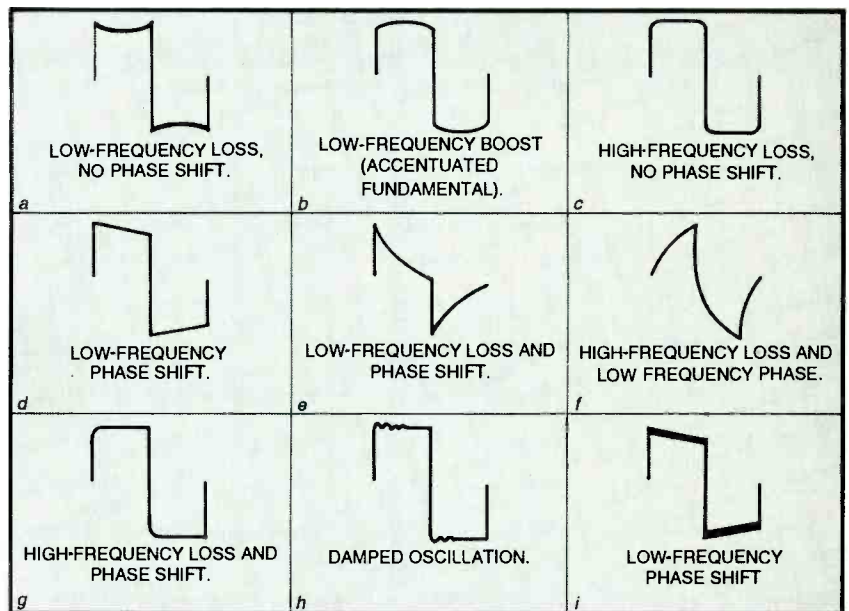 LOW-FREQUENCY LOSS,
NO PHASE SHIFT.
a
LOW-FREQUENCY BOOST
(ACCENTUATED
FUNDAMENTAL).
b
HIGH-FREQUENCY LOSS,
NO PHASE SHIFT.
c
LOW-FREQUENCY
PHASE SHIFT.
d
LOW-FREQUENCY LOSS AND
PHASE SHIFT.
e
HIGH-FREQUENCY LOSS AND
LOW FREQUENCY PHASE.
f
HIGH-FREQUENCY LOSS AND
PHASE SHIFT.
g
DAMPED OSCILLATION.
h
LOW-FREQUENCY
PHASE SHIFT
i